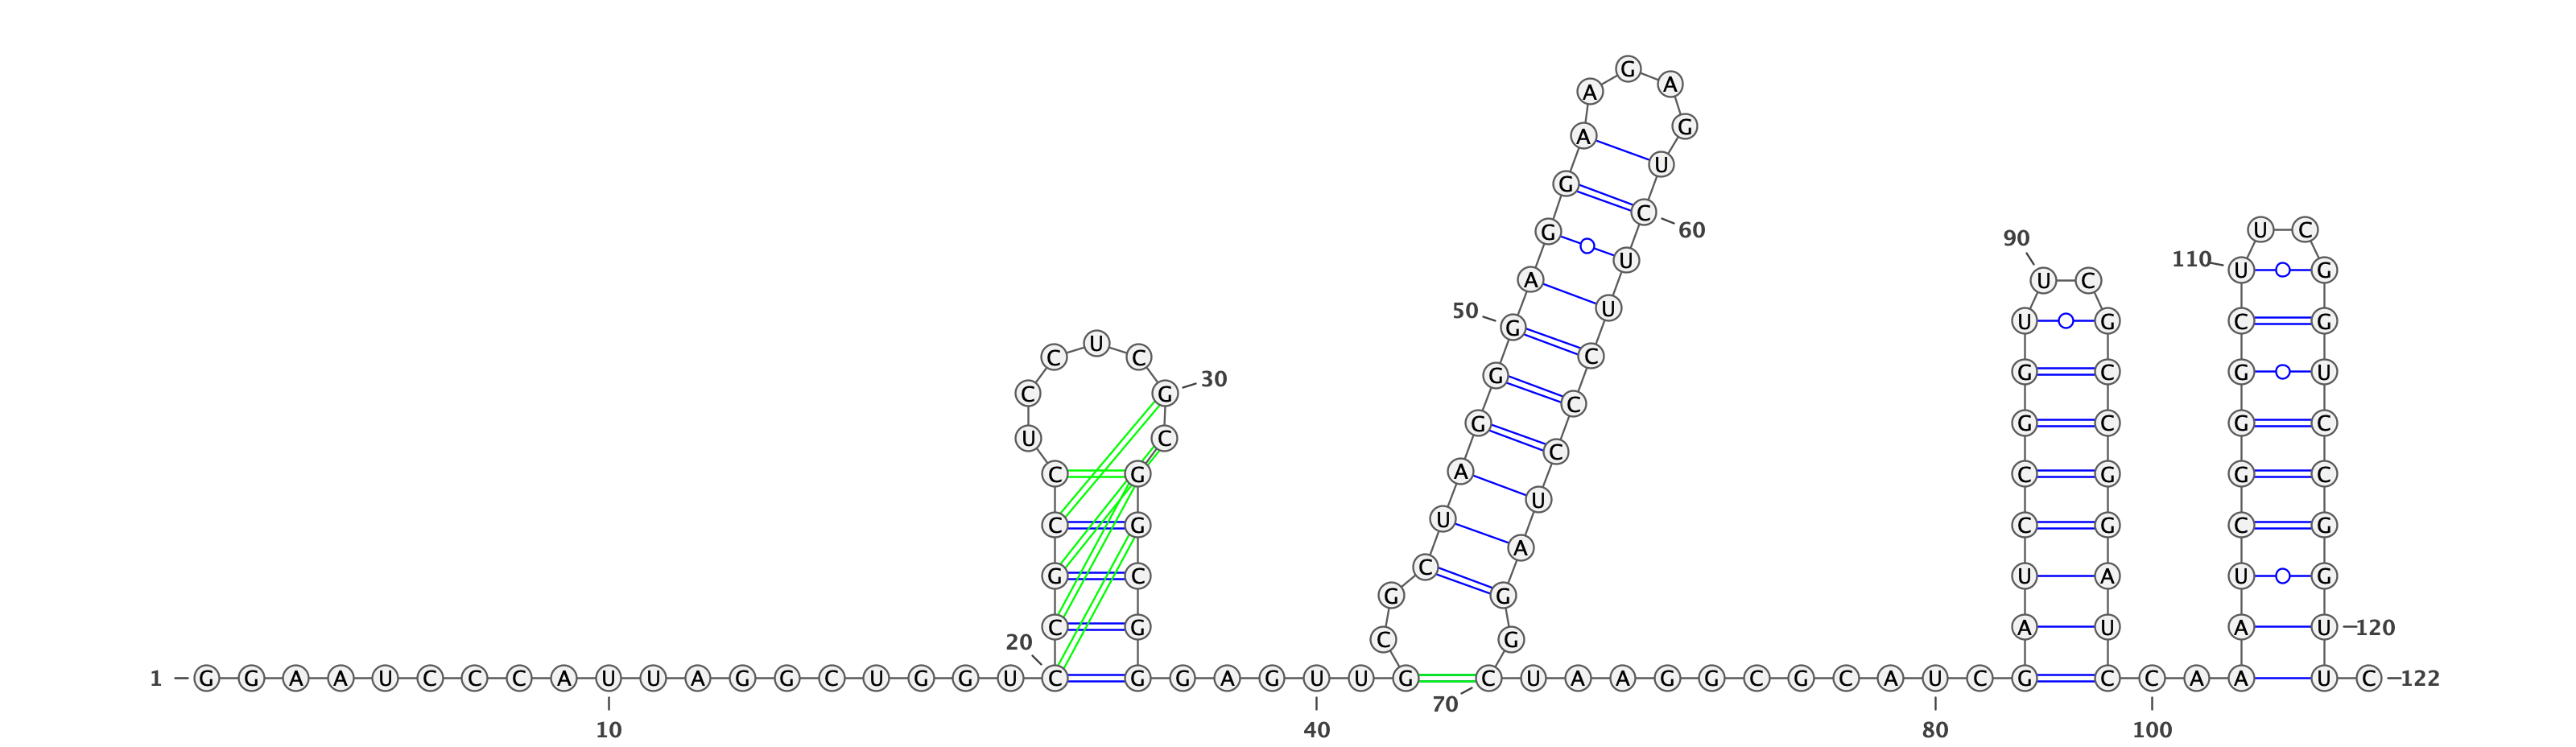 G
A A
A G
U
G
C
G 60 U C
90
110 U G
U
A U C
U
50 G U G C G
U
C C C
G G C G U
30
C G
C
G G C G C
U C
C
C G A C G G C
U
C G U C G C G
A
C
G C U A U G
G G
20 C G A U A U 120
C G
1 G G A A U C C C A U U A G G C U G G U C G G A G U U G C U A A G G C G C A U C G C C A A U C 122
70
10 40 80 100